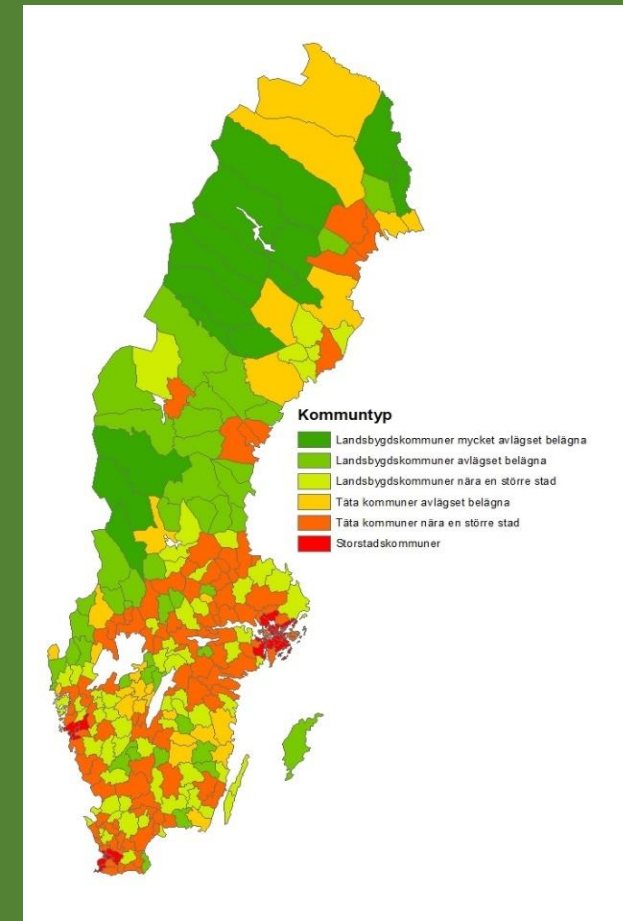 Kommuntyp
Landsbygdskommuner mycket avlägset belägna
Landsbygdskommuner avlägset belägna
Landsbygdskommuner nära en större stad
Täta kommuner avlägset belägna
Täta kommuner nära en större stad
Storstadskommuner